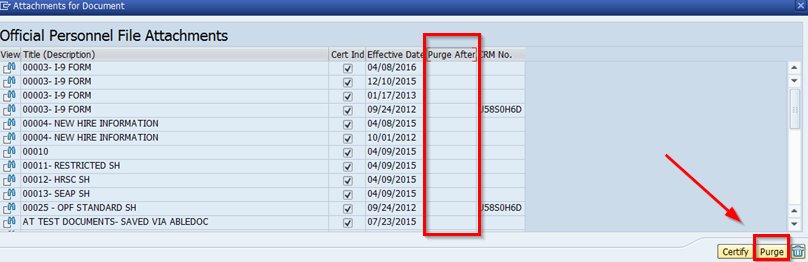 Attachments for Document
Official Personnel File Attachments
View Title (Description) Cert Ind Effective Date Purge After CRM No.
00003- I-9 FORM 04/08/2016
00003- I-9 FORM 12/10/2015
00003- I-9 FORM 01/17/2013
00003- I-9 FORM 09/24/2012 J58S0H6D
00004- NEW HIRE INFORMATION 04/08/2015
00004- NEW HIRE INFORMATION 10/01/2012
00010 04/09/2015
00011- RESTRICTED SH 04/09/2015
00012- HRSC SH 04/09/2015
00013- SEAP SH 04/09/2015
00025 - OPF STANDARD SH 09/24/2012 J58S0H6D
AT TEST DOCUMENTS- SAVED VIA ABLEDOC 07/23/2015
Certify Purge